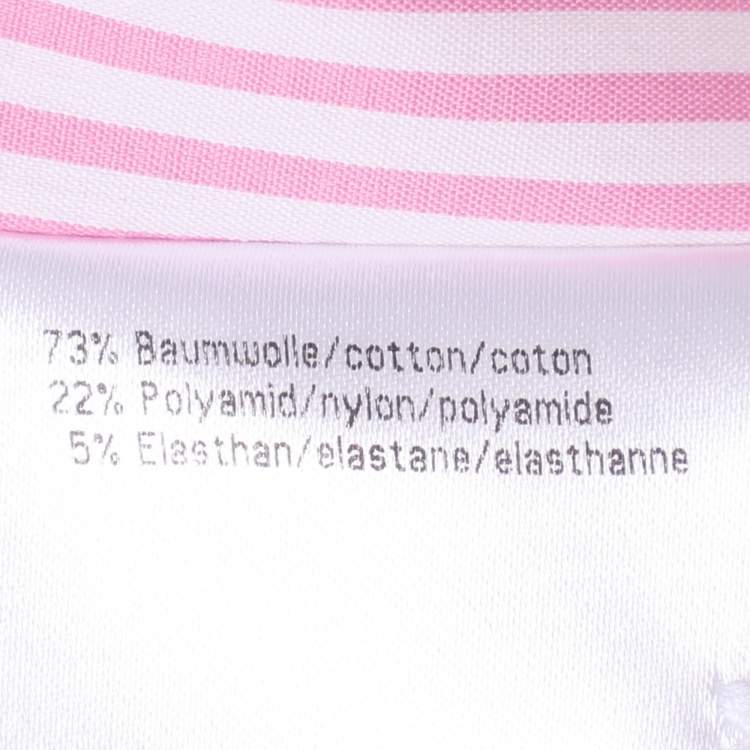 73% Baumwolle/cotton/coton
22% Polyamid/nylon/polyamide
5% Elasthan/elastane/elasthanne